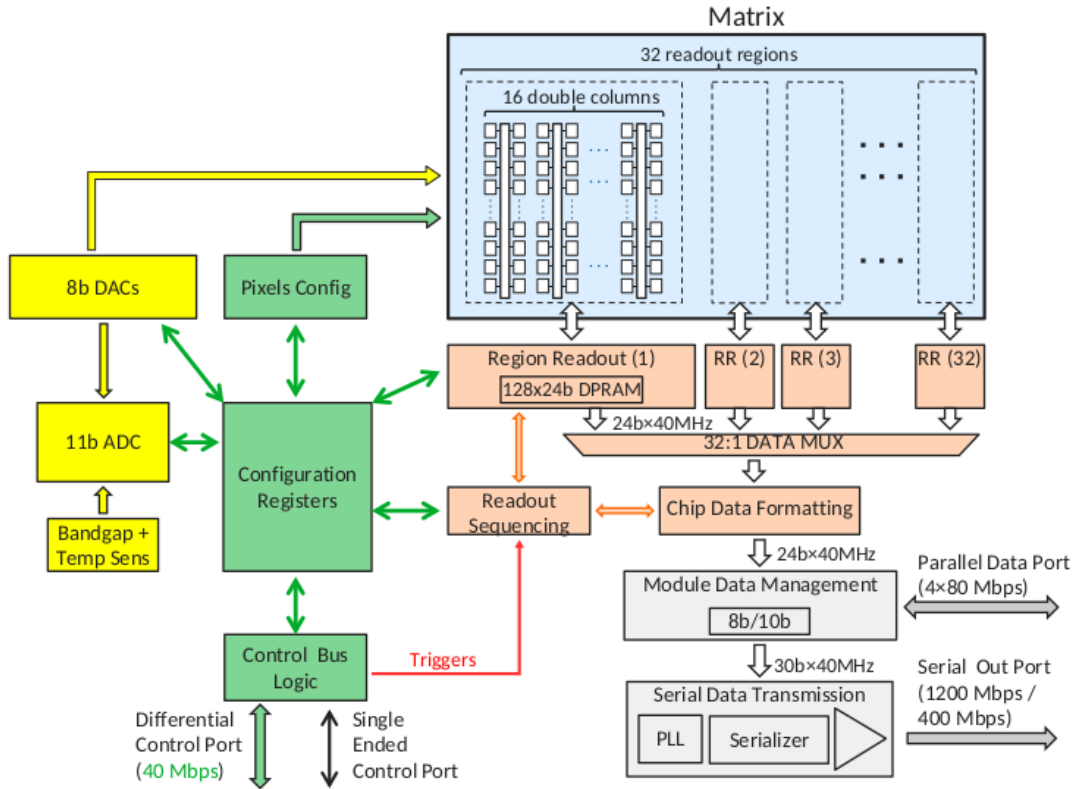 Matrix
32 readout regions
16 double columns
8b DACs
Pixels Config
Region Readout (1)
128x24b DPRAM
RR (2)
RR (3)
RR (32)
24b×40MHz
32:1 DATA MUX
11b ADC
Configuration
Registers
Readout
Sequencing
Chip Data Formatting
Bandgap +
Temp Sens
24b×40MHz
Module Data Management
8b/10b
Parallel Data Port
(4×80 Mbps)
Control Bus
Logic
Triggers
30b×40MHz
Serial Data Transmission
PLL
Serializer
Serial Out Port
(1200 Mbps /
400 Mbps)
Differential
Control Port
(40 Mbps)
Single
Ended
Control Port